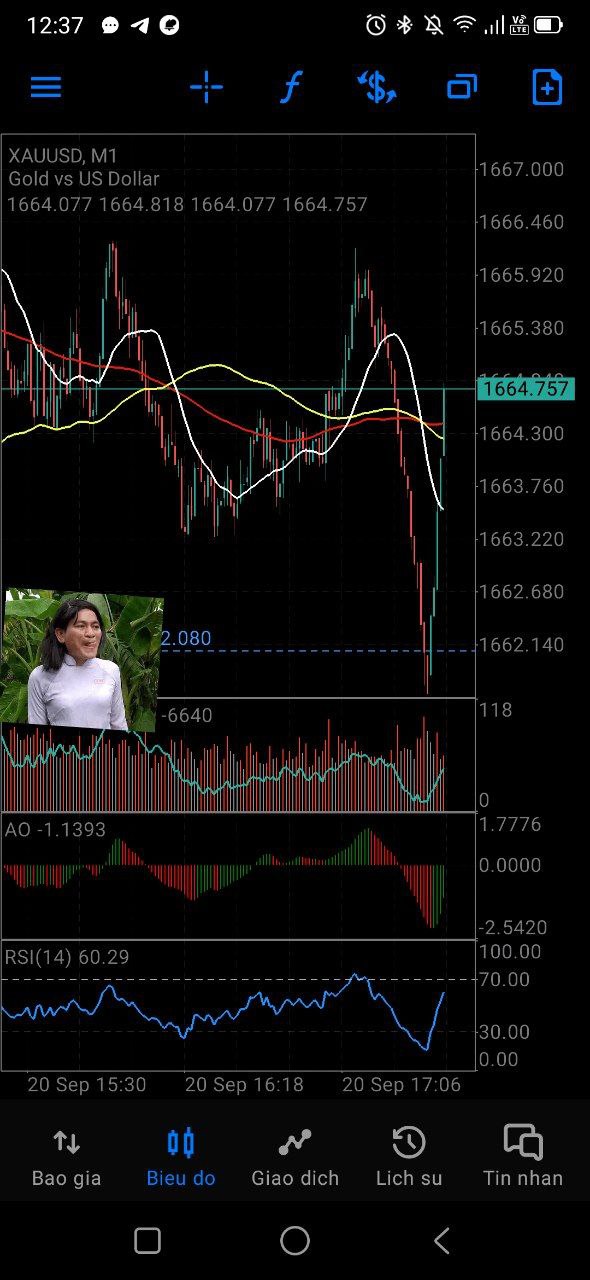 12:37
Vo
LTE
f
XAUUSD, M1
Gold vs US Dollar
1664.077 1664.818 1664.077 1664.757
1667.000
1666.460
1665.920
1665.380
1664.757
1664.300
1663.760
1663.220
1662.680
2.080
1662.140
-6640
118
0
AO -1.1393
1.7776
0.0000
-2.5420
RSI(14) 60.29
100.00
70.00
30.00
0.00
20 Sep 15:30
20 Sep 16:18
20 Sep 17:06
Bao gia
Bieu do
Giao dich
Lich su
Tin nhan